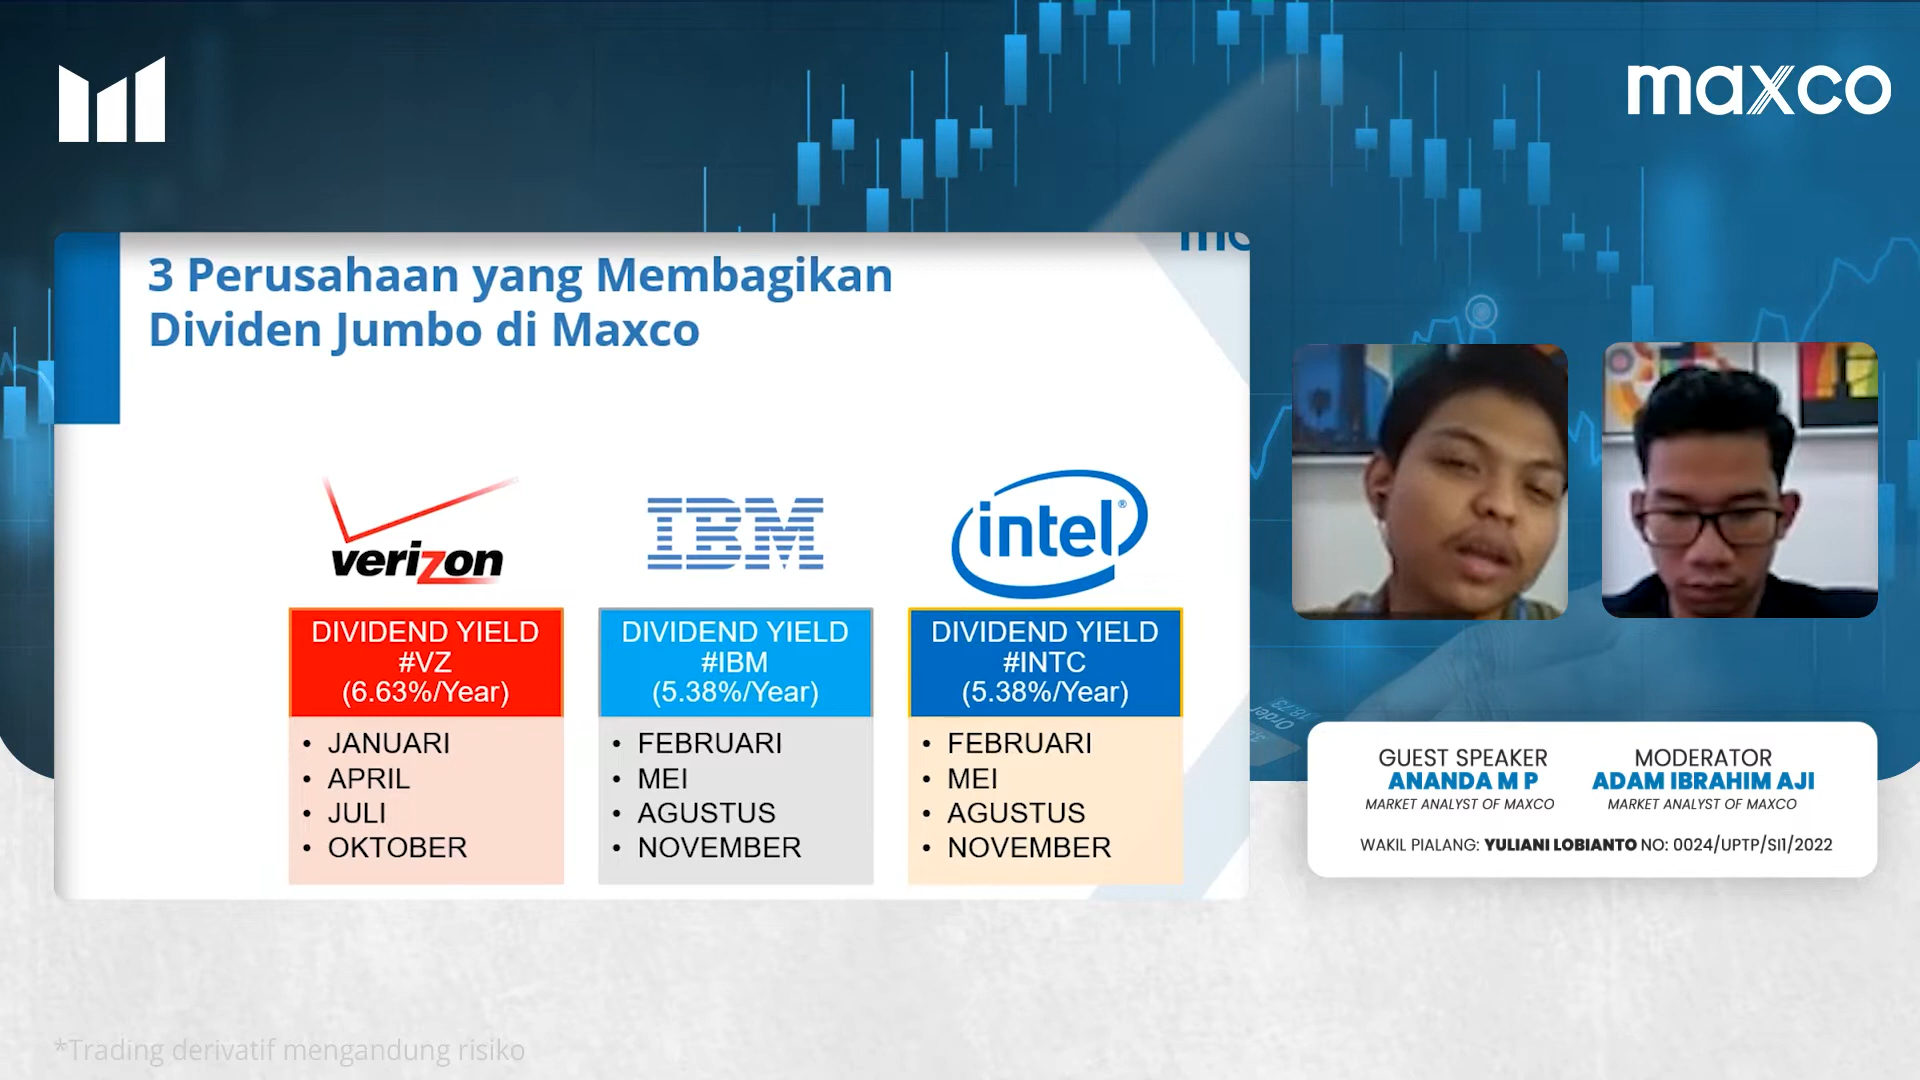 maxco
3 Perusahaan yang Membagikan
Dividen Jumbo di Maxco
verizon
IBM
intel®
DIVIDEND YIELD
#VZ
(6.63%/Year)
• JANUARI
• APRIL
• JULI
• OKTOBER
DIVIDEND YIELD
#IBM
(5.38%/Year)
• FEBRUARI
• MEI
• AGUSTUS
• NOVEMBER
DIVIDEND YIELD
#INTC
(5.38%/Year)
• FEBRUARI
• MEI
• AGUSTUS
• NOVEMBER
Order
18.79
GUEST SPEAKER
ANANDA M P
MARKET ANALYST OF MAXCO
MODERATOR
ADAM IBRAHIM AJI
MARKET ANALYST OF MAXCO
WAKIL PIALANG: YULIANI LOBIANTO NO: 0024/UPTP/SI1/2022
*Trading derivatif mengandung risiko